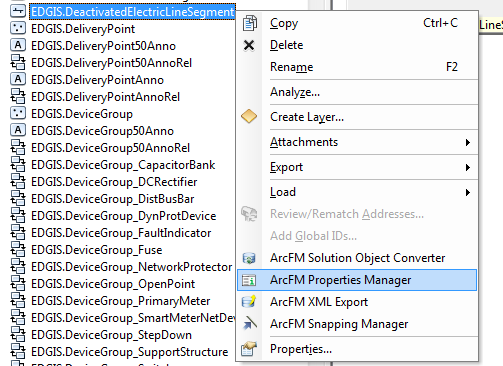 EDGIS.DeactivatedElectricLineSegment
EDGIS.DeliveryPoint
EDGIS.DeliveryPoint50Anno
EDGIS.DeliveryPoint50AnnoRel
EDGIS.DeliveryPointAnno
EDGIS.DeliveryPointAnnoRel
EDGIS.DeviceGroup
EDGIS.DeviceGroup50Anno
EDGIS.DeviceGroup50AnnoRel
EDGIS.DeviceGroup_CapacitorBank
EDGIS.DeviceGroup_DCRectifier
EDGIS.DeviceGroup_DistBusBar
EDGIS.DeviceGroup_DynProtDevice
EDGIS.DeviceGroup_FaultIndicator
EDGIS.DeviceGroup_Fuse
EDGIS.DeviceGroup_NetworkProtector
EDGIS.DeviceGroup_OpenPoint
EDGIS.DeviceGroup_PrimaryMeter
EDGIS.DeviceGroup_SmartMeterNetDev
EDGIS.DeviceGroup_StepDown
EDGIS.DeviceGroup_SupportStructure
Copy Ctrl+C
Delete
Rename F2
Analyze...
Create Layer...
Attachments
Export
Load
Review/Rematch Addresses...
Add Global IDs...
ArcFM Solution Object Converter
ArcFM Properties Manager
ArcFM XML Export
ArcFM Snapping Manager
Properties...
LineS